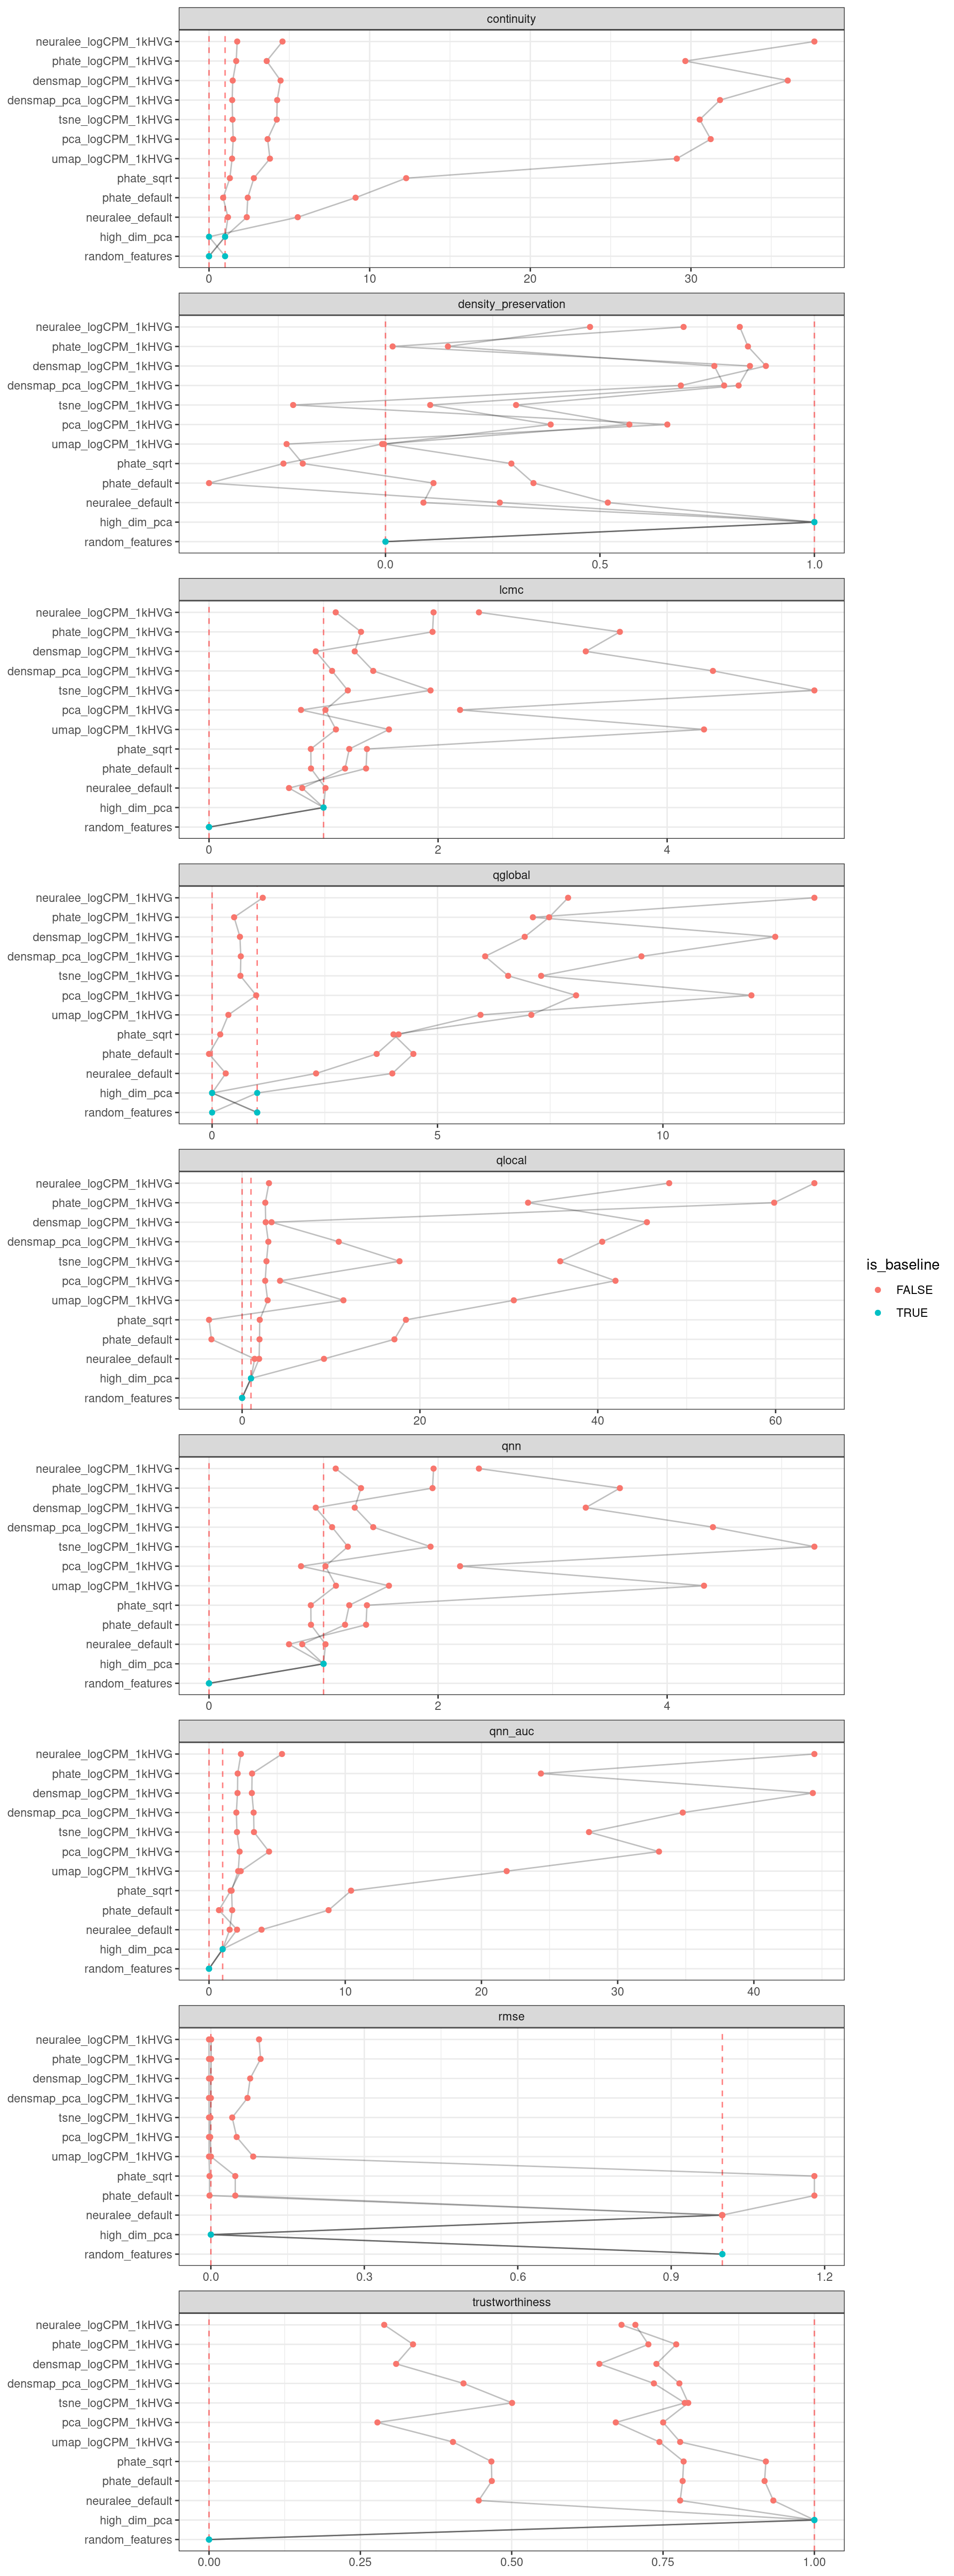 continuity
neuralee_logCPM_1kHVG
phate_logCPM_1kHVG
densmap_logCPM_1kHVG
densmap_pca_logCPM_1kHVG
tsne_logCPM_1kHVG
pca_logCPM_1kHVG
umap_logCPM_1kHVG
phate_sqrt
phate_default
neuralee_default
high_dim_pca
random_features
0 10 20 30
density_preservation
neuralee_logCPM_1kHVG
phate_logCPM_1kHVG
densmap_logCPM_1kHVG
densmap_pca_logCPM_1kHVG
tsne_logCPM_1kHVG
pca_logCPM_1kHVG
umap_logCPM_1kHVG
phate_sqrt
phate_default
neuralee_default
high_dim_pca
random_features
0.0 0.5 1.0
lcmc
neuralee_logCPM_1kHVG
phate_logCPM_1kHVG
densmap_logCPM_1kHVG
densmap_pca_logCPM_1kHVG
tsne_logCPM_1kHVG
pca_logCPM_1kHVG
umap_logCPM_1kHVG
phate_sqrt
phate_default
neuralee_default
high_dim_pca
random_features
0 2 4
qglobal
neuralee_logCPM_1kHVG
phate_logCPM_1kHVG
densmap_logCPM_1kHVG
densmap_pca_logCPM_1kHVG
tsne_logCPM_1kHVG
pca_logCPM_1kHVG
umap_logCPM_1kHVG
phate_sqrt
phate_default
neuralee_default
high_dim_pca
random_features
0 5 10
qlocal
neuralee_logCPM_1kHVG
phate_logCPM_1kHVG
densmap_logCPM_1kHVG
densmap_pca_logCPM_1kHVG
tsne_logCPM_1kHVG
pca_logCPM_1kHVG
umap_logCPM_1kHVG
phate_sqrt
phate_default
neuralee_default
high_dim_pca
random_features
0 20 40 60
is_baseline
FALSE
TRUE
qnn
neuralee_logCPM_1kHVG
phate_logCPM_1kHVG
densmap_logCPM_1kHVG
densmap_pca_logCPM_1kHVG
tsne_logCPM_1kHVG
pca_logCPM_1kHVG
umap_logCPM_1kHVG
phate_sqrt
phate_default
neuralee_default
high_dim_pca
random_features
0 2 4
qnn_auc
neuralee_logCPM_1kHVG
phate_logCPM_1kHVG
densmap_logCPM_1kHVG
densmap_pca_logCPM_1kHVG
tsne_logCPM_1kHVG
pca_logCPM_1kHVG
umap_logCPM_1kHVG
phate_sqrt
phate_default
neuralee_default
high_dim_pca
random_features
0 10 20 30 40
rmse
neuralee_logCPM_1kHVG
phate_logCPM_1kHVG
densmap_logCPM_1kHVG
densmap_pca_logCPM_1kHVG
tsne_logCPM_1kHVG
pca_logCPM_1kHVG
umap_logCPM_1kHVG
phate_sqrt
phate_default
neuralee_default
high_dim_pca
random_features
0.0 0.3 0.6 0.9 1.2
trustworthiness
neuralee_logCPM_1kHVG
phate_logCPM_1kHVG
densmap_logCPM_1kHVG
densmap_pca_logCPM_1kHVG
tsne_logCPM_1kHVG
pca_logCPM_1kHVG
umap_logCPM_1kHVG
phate_sqrt
phate_default
neuralee_default
high_dim_pca
random_features
0.00 0.25 0.50 0.75 1.00